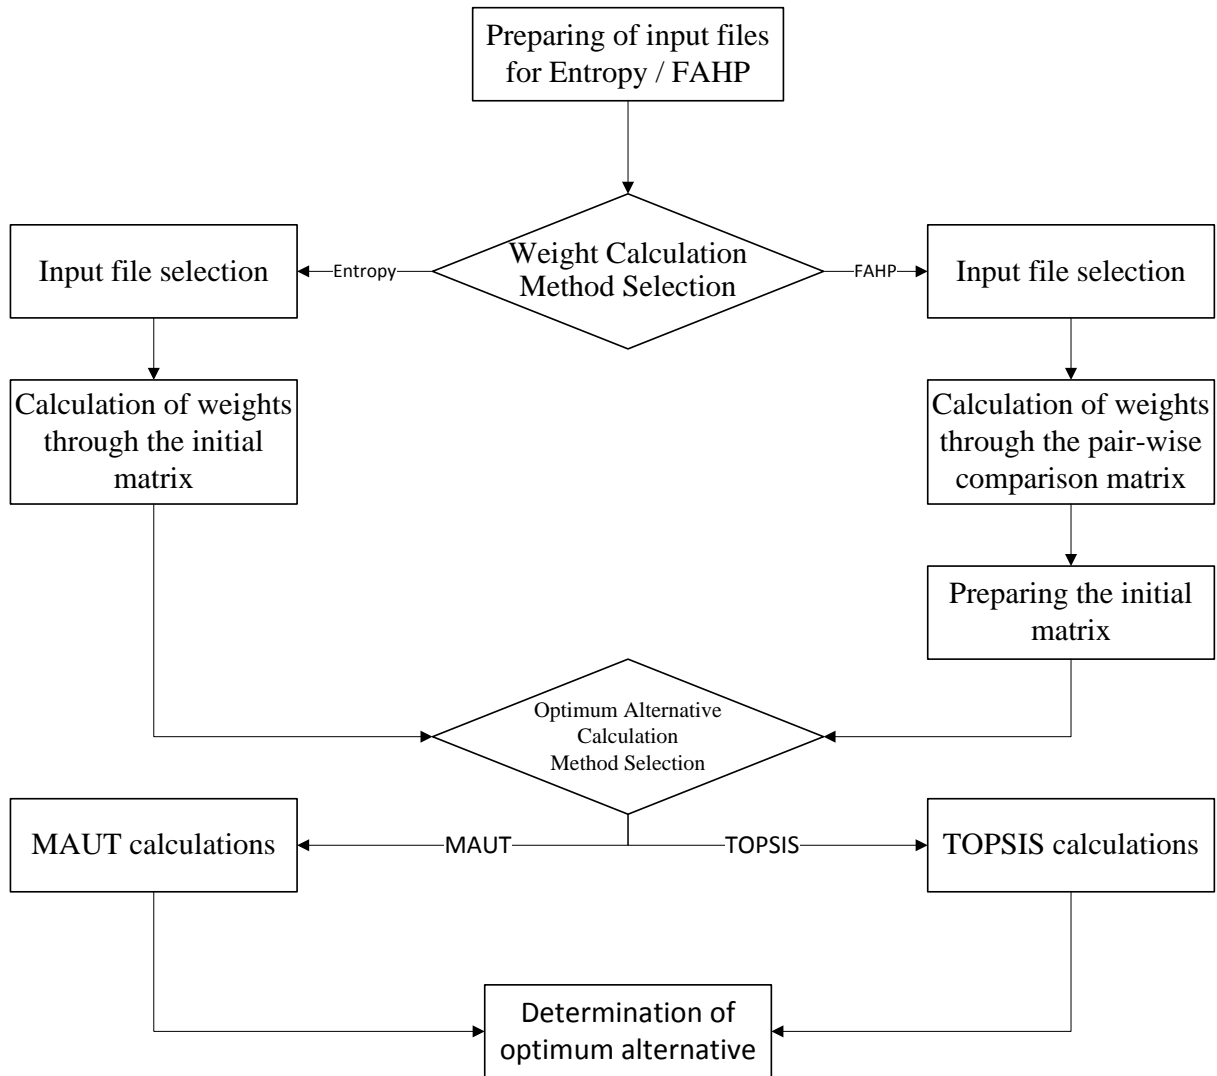 Preparing of input files
for Entropy / FAHP
Weight Calculation
Method Selection
Input file selection
Entropy
FAHP
Input file selection
Calculation of weights
through the initial
matrix
Calculation of weights
through the pair-wise
comparison matrix
Preparing the initial
matrix
Optimum Alternative
Calculation
Method Selection
MAUT calculations
MAUT
TOPSIS
TOPSIS calculations
Determination of
optimum alternative